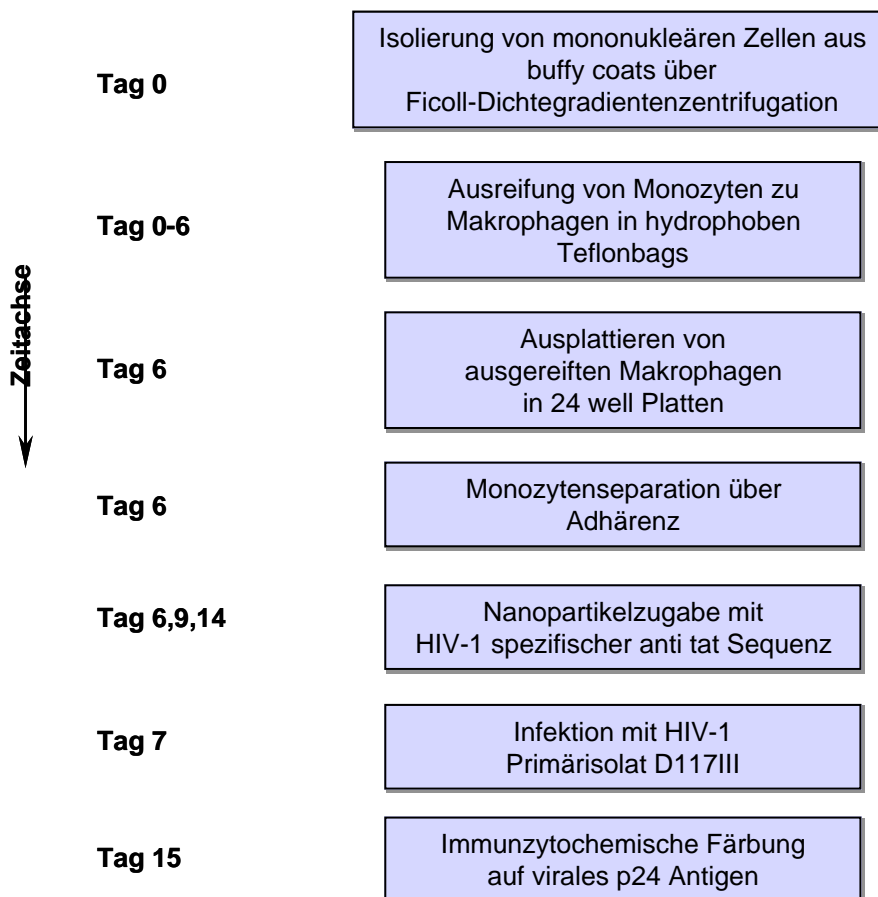 Tag 0
Isolierung von mononukleären Zellen aus
buffy coats über
Ficoll-Dichtegradientenzentrifugation
Tag 0-6
Ausreifung von Monozyten zu
Makrophagen in hydrophoben
Teflonbags
Zeitachse
Tag 6
Ausplattieren von
ausgereiften Makrophagen
in 24 well Platten
Tag 6
Monozytenseparation über
Adhärenz
Tag 6,9,14
Nanopartikelzugabe mit
HIV-1 spezifischer anti tat Sequenz
Tag 7
Infektion mit HIV-1
Primärisolat D117III
Tag 15
Immunzytochemische Färbung
auf virales p24 Antigen